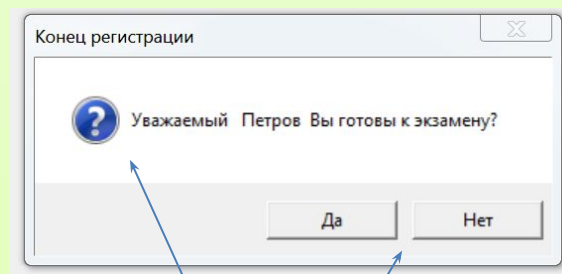 Конец регистрации
Уважаемый Петров Вы готовы к экзамену?
Да Нет